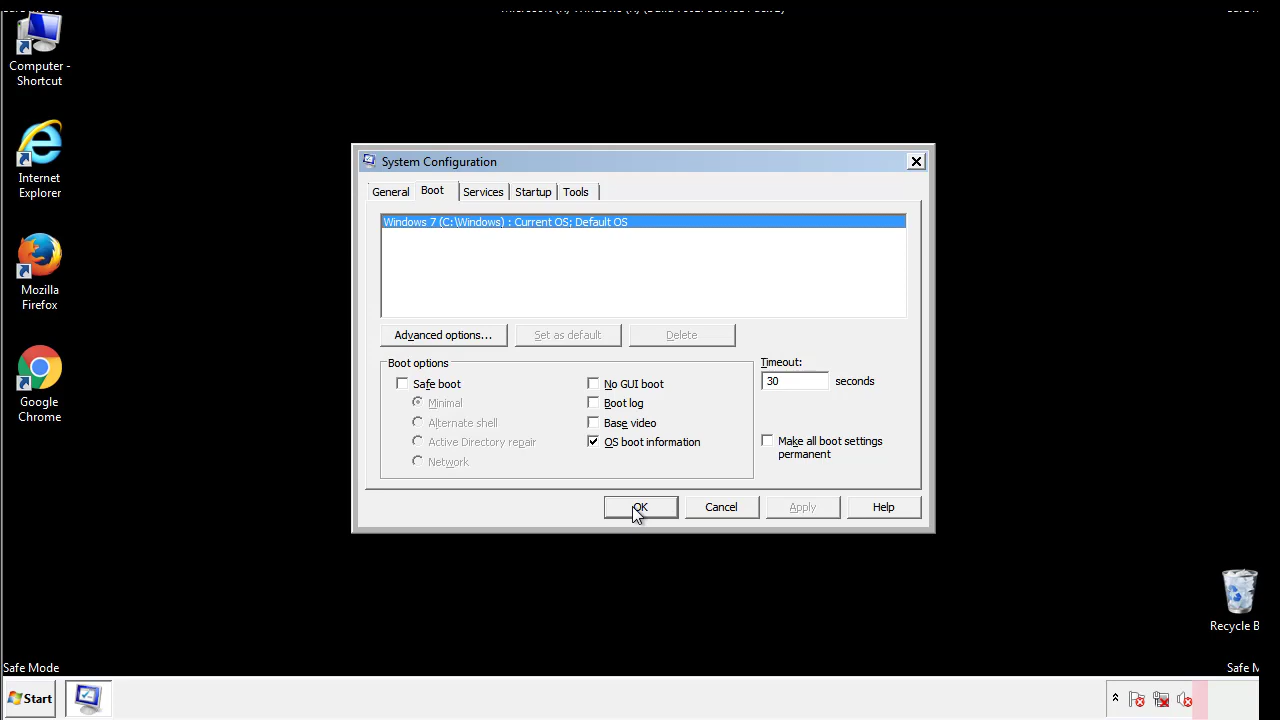 Computer -
Shortcut
Internet
Explorer
Mozilla
Firefox
Google
Chrome
System Configuration
General Boot Services Startup Tools
Windows 7 (C:\Windows) : Current OS; Default OS
Advanced options... Set as default Delete
Boot options
Timeout:
30 seconds
Safe boot
Minimal
Alternate shell
Active Directory repair
Network
No GUI boot
Boot log
Base video
OS boot information
Make all boot settings
permanent
OK Cancel Apply Help
Recycle B
Safe Mode
Safe M
Start